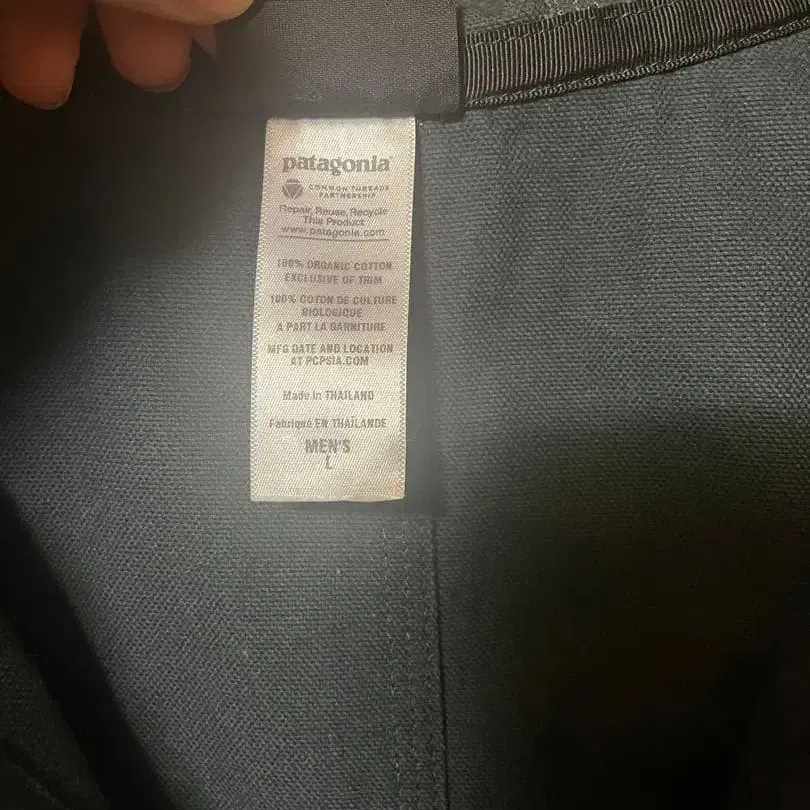 patagonia®
COMMON THREADS
PARTNERSHIP
Repair, Reuse, Recycle
This Product
www.patagonia.com
100% ORGANIC COTTON
EXCLUSIVE OF TRIM
100% COTON DE CULTURE
BIOLOGIQUE
A PART LA GARNITURE
MFG DATE AND LOCATION
AT PCPSIA.COM
Made in THAILAND
Fabriqué EN THAÏLANDE
MEN'S
L